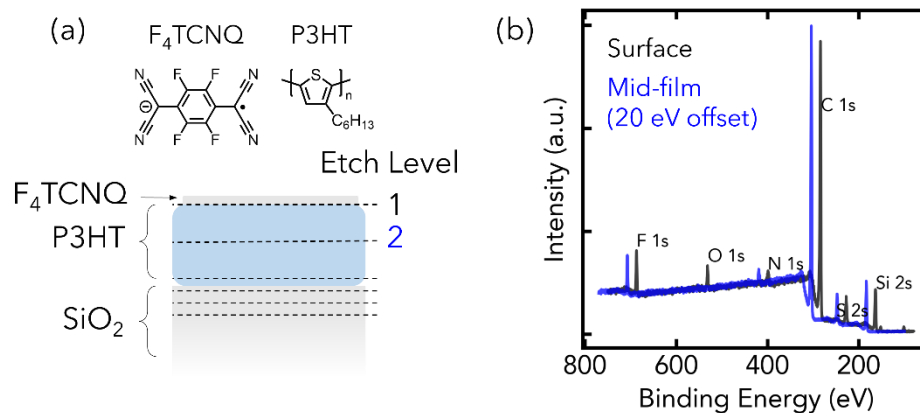 (a)
F₄TCNQ P3HT
N N
F F
⊖
F F
N N
S
n
C₆H₁₃
Etch Level
F₄TCNQ
1
P3HT
2
SiO₂
(b)
Surface
Mid-film
(20 eV offset)
C 1s
F 1s
O 1s
N 1s
Si 2s
S 2s
Intensity (a.u.)
800 600 400 200
Binding Energy (eV)